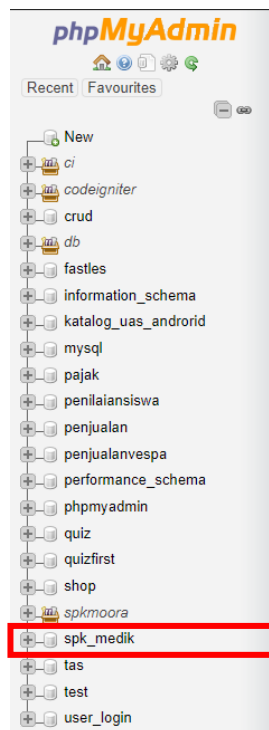 phpMyAdmin
Recent Favourites
New
ci
codeigniter
crud
db
fastles
information_schema
katalog_uas_androrid
mysql
pajak
penilaiansiswa
penjualan
penjualanvespa
performance_schema
phpmyadmin
quiz
quizfirst
shop
spkmoora
spk_medik
tas
test
user_login